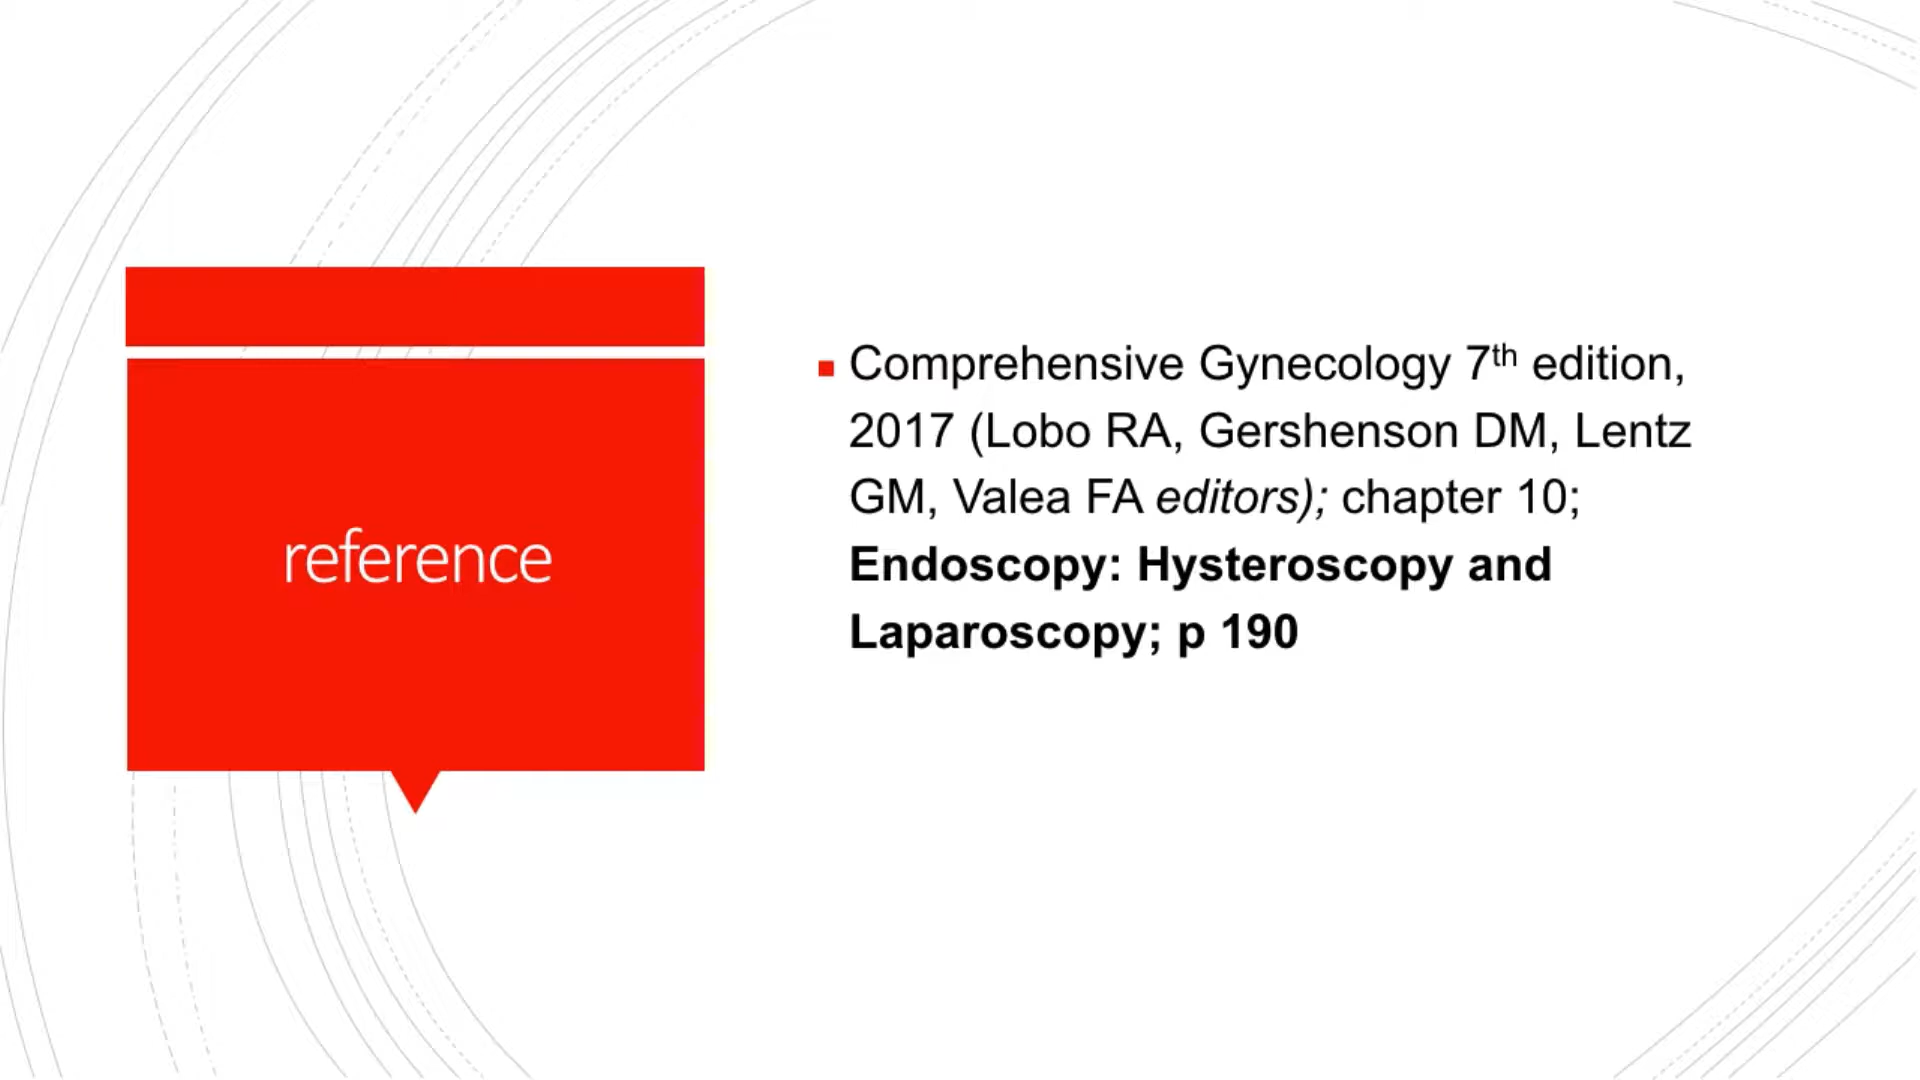 reference
Comprehensive Gynecology 7th edition,
2017 (Lobo RA, Gershenson DM, Lentz
GM, Valea FA editors); chapter 10;
Endoscopy: Hysteroscopy and
Laparoscopy; p 190